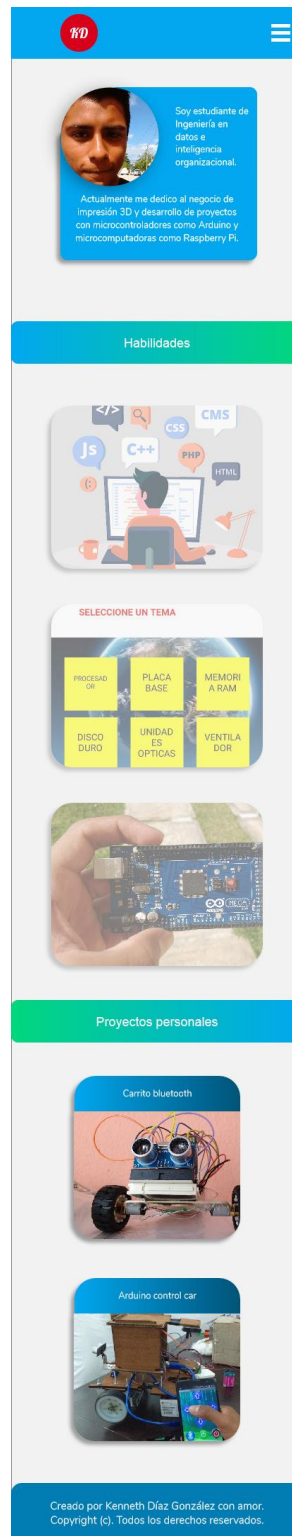 KD
Soy estudiante de
Ingeniería en
datos e
inteligencia
organizacional.
Actualmente me dedico al negocio de
impresión 3D y desarrollo de proyectos
con microcontroladores como Arduino y
microcomputadoras como Raspberry Pi.
Habilidades
</>
CMS
CSS
Js
C++
PHP
HTML
(:
SELECCIONE UN TEMA
PROCESAD
OR
PLACA
BASE
MEMORI
A RAM
DISCO
DURO
UNIDAD
ES
OPTICAS
VENTILA
DOR
MEGA
Proyectos personales
Carrito bluetooth
Arduino control car
Creado por Kenneth Díaz González con amor.
Copyright (c). Todos los derechos reservados.